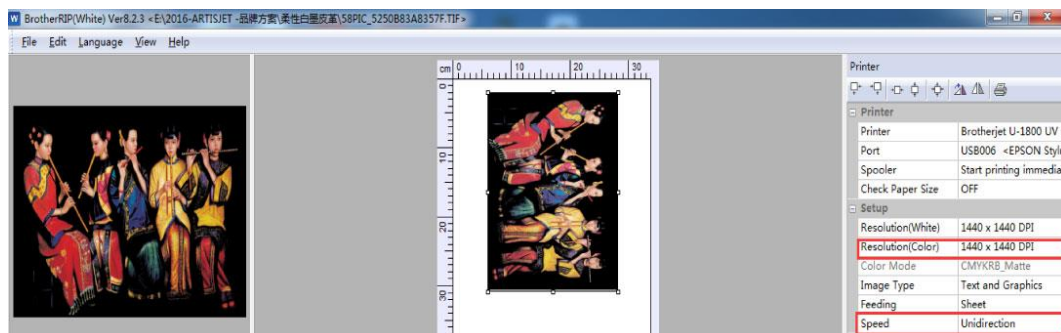 BrotherRIP(White) Ver8.2.3 <E:\2016-ARTISJET -品牌方案\柔性白墨皮革\58PIC_5250B83A8357F.TIF>
File Edit Language View Help
cm 0 10 20 30
0
10
20
30
Printer
Printer
Printer Brotherjet U-1800 UV
Port USB006 <EPSON Styl
Spooler Start printing immedia
Check Paper Size OFF
Setup
Resolution(White) 1440 x 1440 DPI
Resolution(Color) 1440 x 1440 DPI
Color Mode CMYKRB_Matte
Image Type Text and Graphics
Feeding Sheet
Speed Unidirection